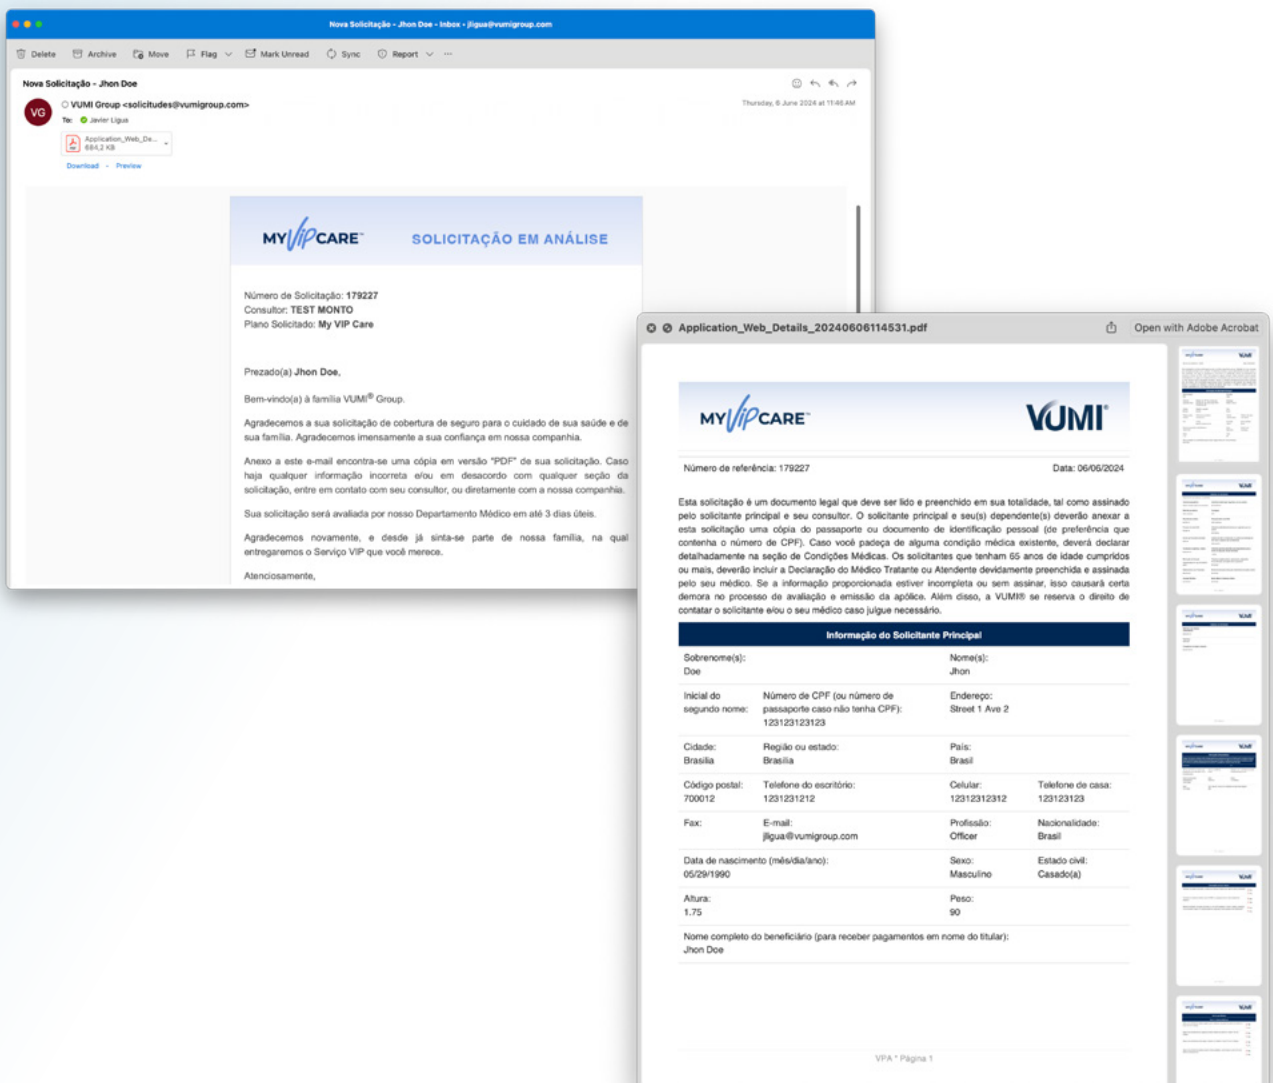 Nova Solicitação - Jhon Doe - Inbox - jligua@vumigroup.com
Delete Archive Move Flag Mark Unread Sync Report ...
Nova Solicitação - Jhon Doe
VG
VUMI Group <solicitudes@vumigroup.com>
Thursday, 6 June 2024 at 11:46 AM
To: Javier Ligua
Application_Web_De...
684,2 KB
Download - Preview
MY VIP CARE™ SOLICITAÇÃO EM ANÁLISE
Número de Solicitação: 179227
Consultor: TEST MONTO
Plano Solicitado: My VIP Care
Prezado(a) Jhon Doe,
Bem-vindo(a) à família VUMI® Group.
Agradecemos a sua solicitação de cobertura de seguro para o cuidado de sua saúde e de
sua família. Agradecemos imensamente a sua confiança em nossa companhia.
Anexo a este e-mail encontra-se uma cópia em versão "PDF" de sua solicitação. Caso
haja qualquer informação incorreta e/ou em desacordo com qualquer seção da
solicitação, entre em contato com seu consultor, ou diretamente com a nossa companhia.
Sua solicitação será avaliada por nosso Departamento Médico em até 3 dias úteis.
Agradecemos novamente, e desde já sinta-se parte de nossa família, na qual
entregaremos o Serviço VIP que você merece.
Atenciosamente,
Application_Web_Details_20240606114531.pdf Open with Adobe Acrobat
MY VIP CARE™ VUMI®
Número de referência: 179227 Data: 06/06/2024
Esta solicitação é um documento legal que deve ser lido e preenchido em sua totalidade, tal como assinado
pelo solicitante principal e seu consultor. O solicitante principal e seu(s) dependente(s) deverão anexar a
esta solicitação uma cópia do passaporte ou documento de identificação pessoal (de preferência que
contenha o número de CPF). Caso você padeça de alguma condição médica existente, deverá declarar
detalhadamente na seção de Condições Médicas. Os solicitantes que tenham 65 anos de idade cumpridos
ou mais, deverão incluir a Declaração do Médico Tratante ou Atendente devidamente preenchida e assinada
pelo seu médico. Se a informação proporcionada estiver incompleta ou sem assinar, isso causará certa
demora no processo de avaliação e emissão da apólice. Além disso, a VUMI® se reserva o direito de
contatar o solicitante e/ou o seu médico caso julgue necessário.
Informação do Solicitante Principal
Sobrenome(s): Nome(s):
Doe Jhon
Inicial do Número de CPF (ou número de Endereço:
segundo nome: passaporte caso não tenha CPF): Street 1 Ave 2
123123123123
Cidade: Região ou estado: País:
Brasilia Brasilia Brasil
Código postal: Telefone do escritório: Celular: Telefone de casa:
700012 1231231212 12312312312 123123123
Fax: E-mail: Profissão: Nacionalidade:
jligua@vumigroup.com Officer Brasil
Data de nascimento (mês/dia/ano): Sexo: Estado civil:
05/29/1990 Masculino Casado(a)
Altura: Peso:
1.75 90
Nome completo do beneficiário (para receber pagamentos em nome do titular):
Jhon Doe
VPA * Página 1